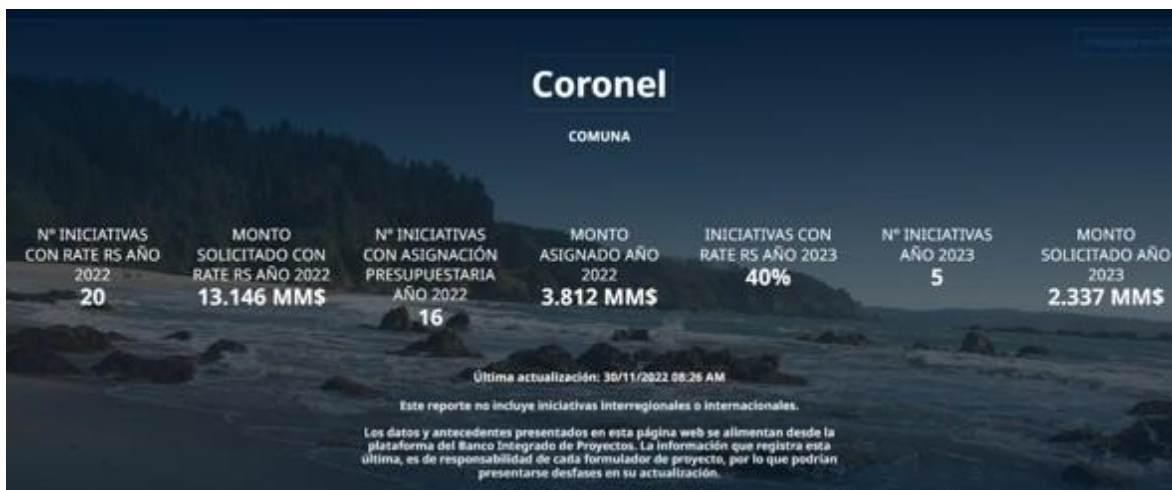 Coronel
COMUNA
N° INICIATIVAS
CON RATE RS AÑO
2022
20
MONTO
SOLICITADO CON
RATE RS AÑO 2022
13.146 MM$
N° INICIATIVAS
CON ASIGNACIÓN
PRESUPUESTARIA
AÑO 2022
16
MONTO
ASIGNADO AÑO
2022
3.812 MM$
INICIATIVAS CON
RATE RS AÑO 2023
40%
N° INICIATIVAS
AÑO 2023
5
MONTO
SOLICITADO AÑO
2023
2.337 MM$
Última actualización: 30/11/2022 08:26 AM
Este reporte no incluye iniciativas interregionales o internacionales.
Los datos y antecedentes presentados en esta página web se alimentan desde la
plataforma del Banco Integrado de Proyectos. La información que registra esta
última, es de responsabilidad de cada formulador de proyecto, por lo que podrían
presentarse desfases en su actualización.